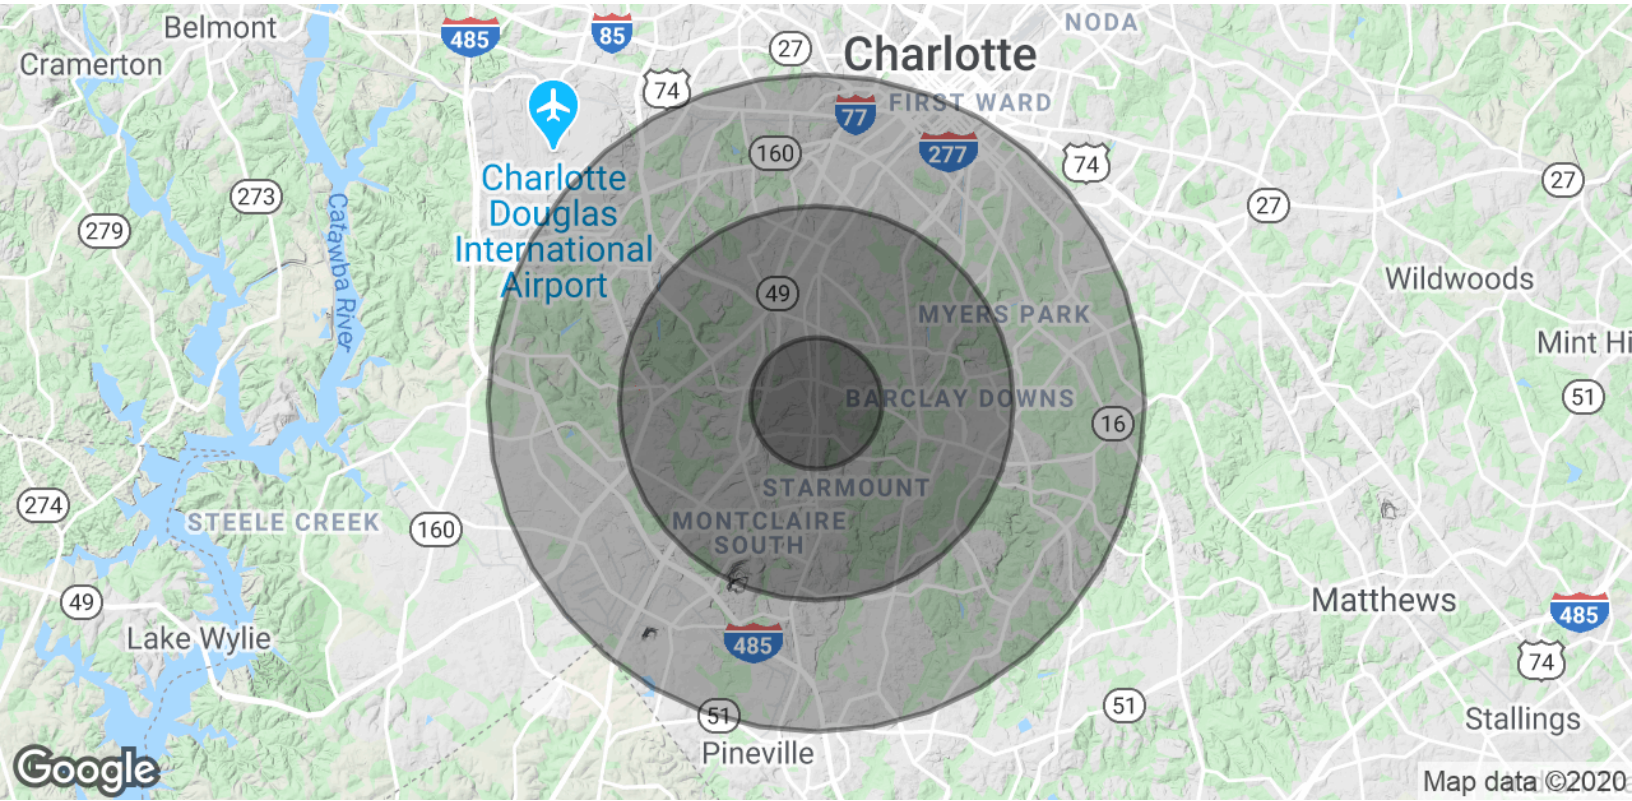 Belmont
485
85
27
Charlotte
NODA
Cramerton
74
FIRST WARD
77
160
277
74
27
Charlotte
Douglas
International
Airport
273
279
Catawba River
27
Wildwoods
49
MYERS PARK
Mint Hi
BARCLAY DOWNS
51
16
STARMOUNT
274
STEELE CREEK
160
MONTCLAIRE
SOUTH
49
Lake Wylie
485
Matthews
485
74
51
51
Stallings
Pineville
Google
Map data ©2020